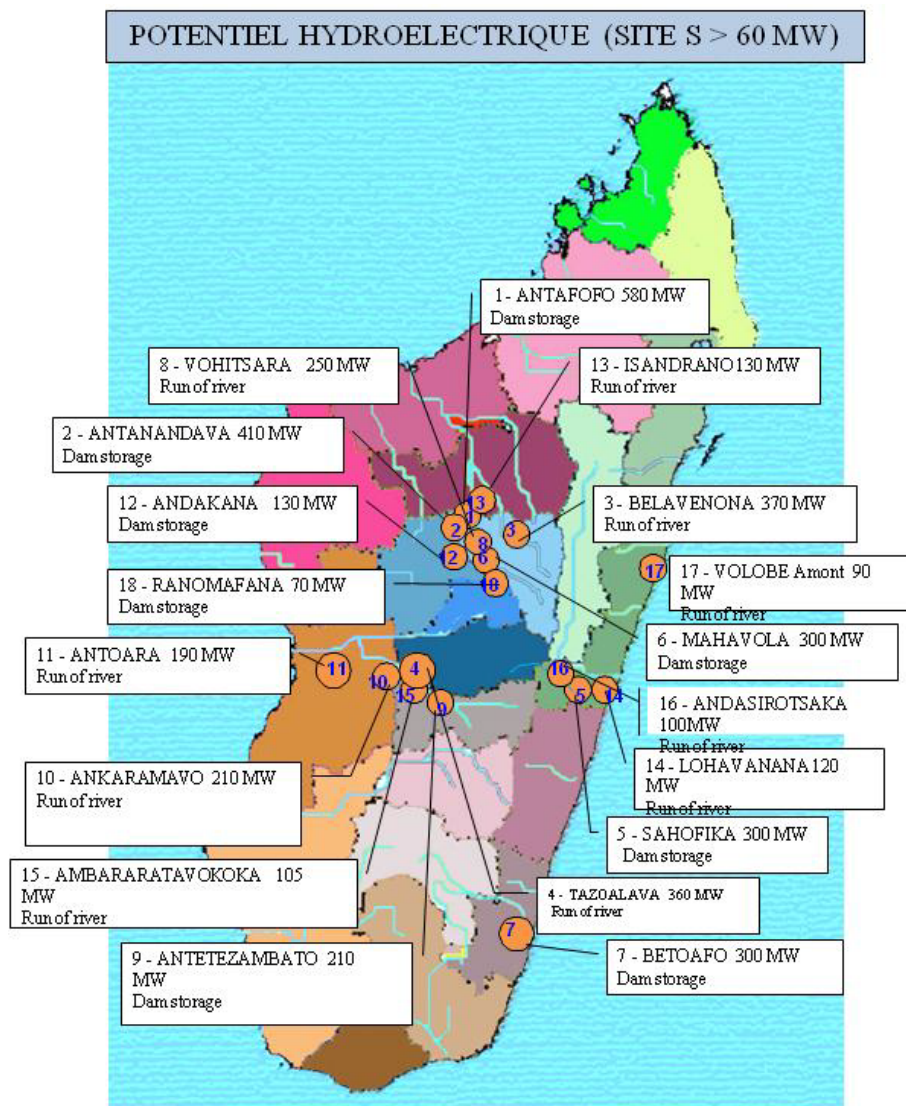 POTENTIEL HYDROELECTRIQUE (SITE S > 60 MW)
1 - ANTAFOFO 580 MW
Dam storage
8 - VOHITSARA 250 MW
Run of river
13 - ISANDRANO 130 MW
Run of river
2 - ANTANANDAVA 410 MW
Dam storage
12 - ANDAKANA 130 MW
Dam storage
3 - BELAVENONA 370 MW
Run of river
18 - RANOMAFANA 70 MW
Dam storage
17 - VOLOBE Amont 90
MW
Run of river
11 - ANTOARA 190 MW
Run of river
6 - MAHAVOLA 300 MW
Dam storage
16 - ANDASIROTSAKA
100MW
Run of river
10 - ANKARAMAVO 210 MW
Run of river
14 - LOHAVANANA 120
MW
Run of river
5 - SAHOFIKA 300 MW
Dam storage
15 - AMBARARATAVOKOKA 105
MW
Run of river
4 - TAZOALAVA 360 MW
Run of river
9 - ANTETEZAMBATO 210
MW
Dam storage
7 - BETOAFO 300 MW
Dam storage
13
1
2
3
8
12
6
18
17
11
4
10
15
9
16
5
14
7